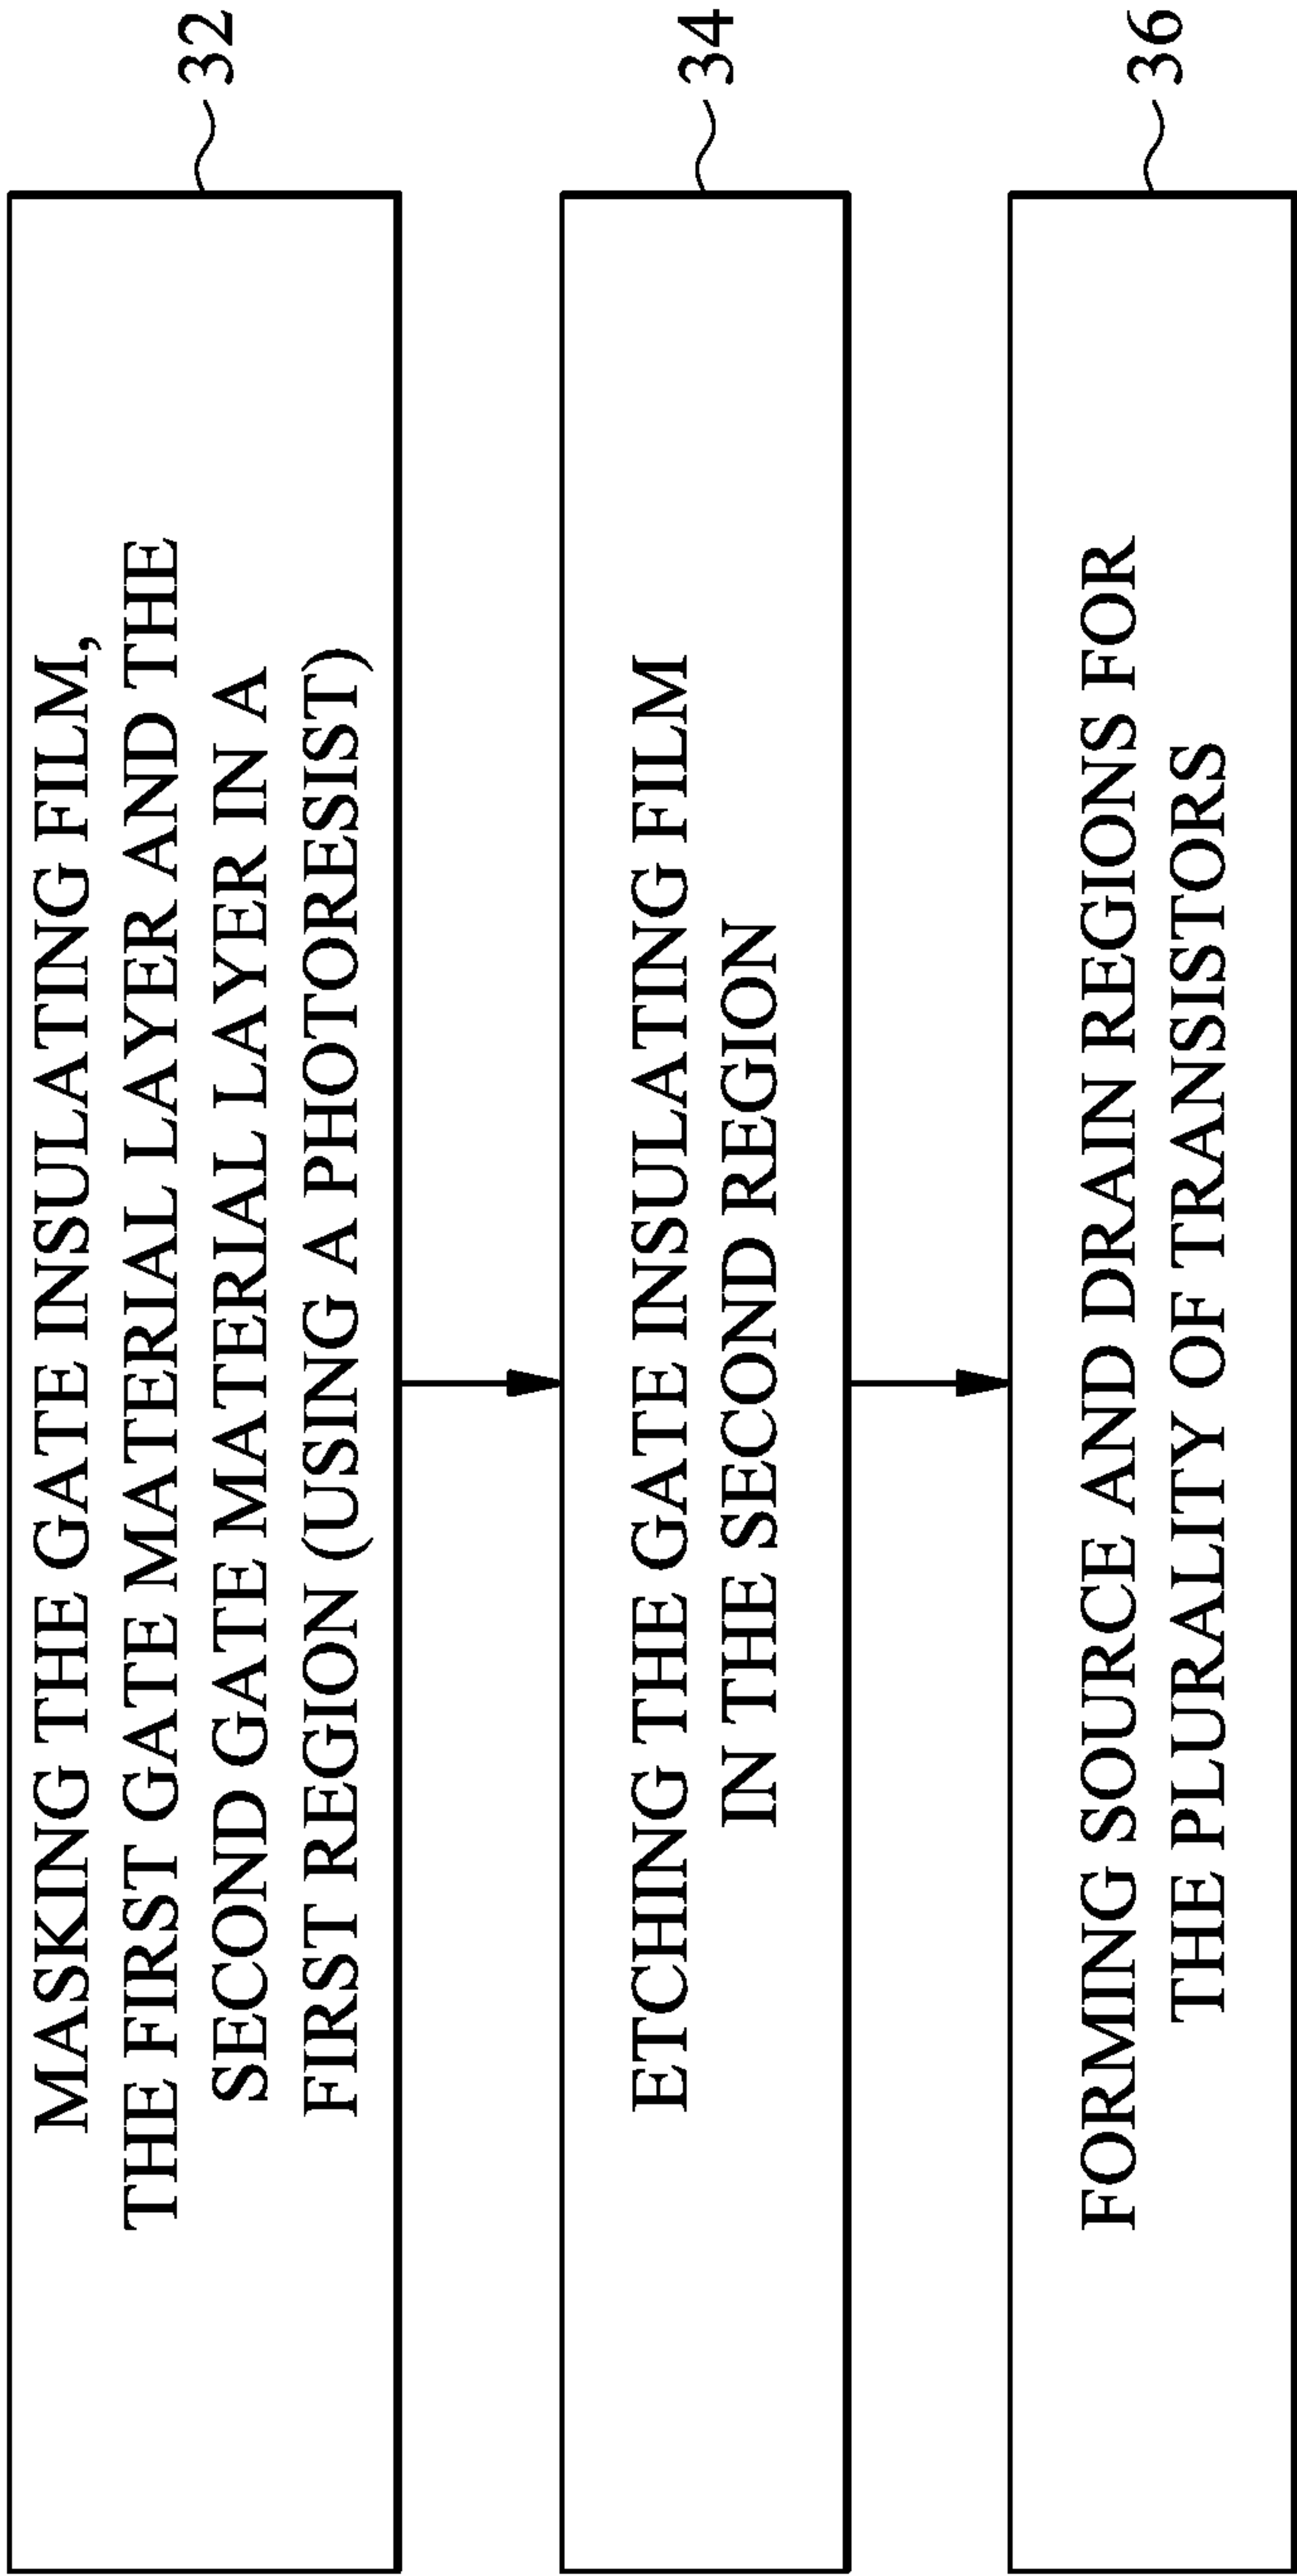 MASKING THE GATE INSULATING FILM,
THE FIRST GATE MATERIAL LAYER AND THE
SECOND GATE MATERIAL LAYER IN A
FIRST REGION (USING A PHOTORESIST)
32
ETCHING THE GATE INSULATING FILM
IN THE SECOND REGION
34
FORMING SOURCE AND DRAIN REGIONS FOR
THE PLURALITY OF TRANSISTORS
36